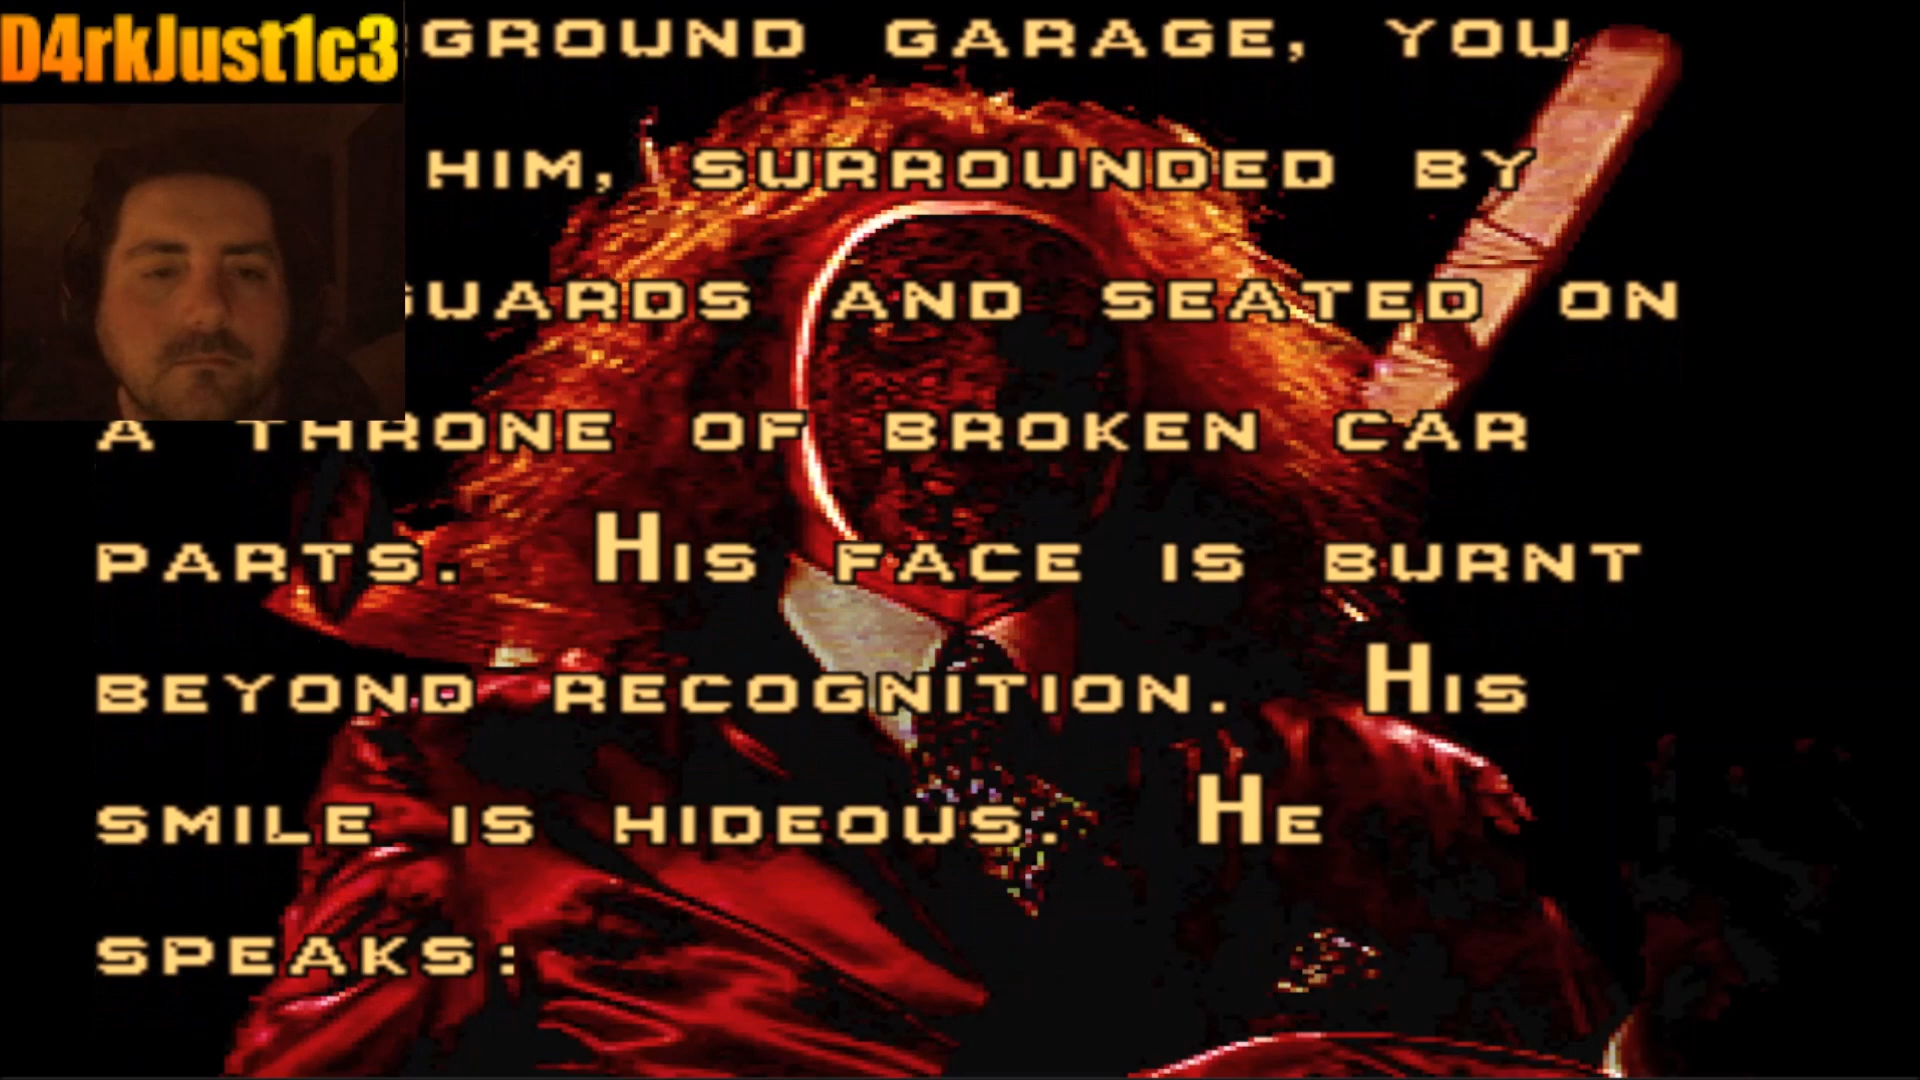 D4rkJust1c3
GROUND GARAGE, YOU
HIM, SURROUNDED BY
GUARDS AND SEATED ON
A THRONE OF BROKEN CAR
PARTS. HIS FACE IS BURNT
BEYOND RECOGNITION. HIS
SMILE IS HIDEOUS. HE
SPEAKS: